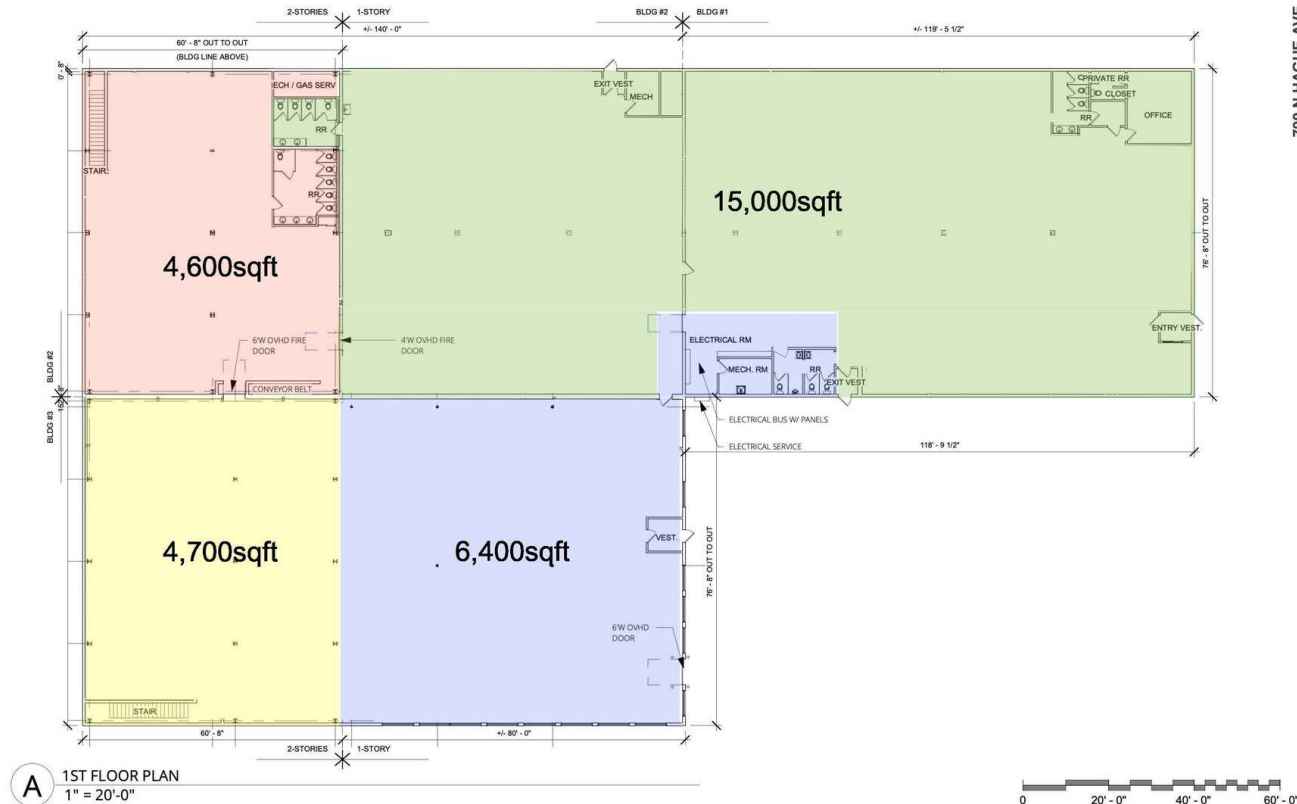 2-STORIES
1-STORY
BLDG #2
BLDG #1
+/- 140' - 0"
+/- 119' - 5 1/2"
60' - 8" OUT TO OUT
(BLDG LINE ABOVE)
0' - 8"
ECH / GAS SERV
RR
EXIT VEST
MECH
PRIVATE RR
CLOSET
RR
OFFICE
STAIR
RR
15,000sqft
4,600sqft
76' - 8" OUT TO OUT
6'W OVHD FIRE
DOOR
4'W OVHD FIRE
DOOR
ELECTRICAL RM
ENTRY VEST.
MECH. RM
RR
EXIT VEST
CONVEYOR BELT
BLDG #2
BLDG #3
ELECTRICAL BUS W/ PANELS
ELECTRICAL SERVICE
118' - 9 1/2"
4,700sqft
6,400sqft
VEST.
76' - 8" OUT TO OUT
6'W OVHD
DOOR
STAIR
60' - 8"
+/- 80' - 0"
2-STORIES
1-STORY
A
1ST FLOOR PLAN
1" = 20'-0"
0
20' - 0"
40' - 0"
60' - 0"